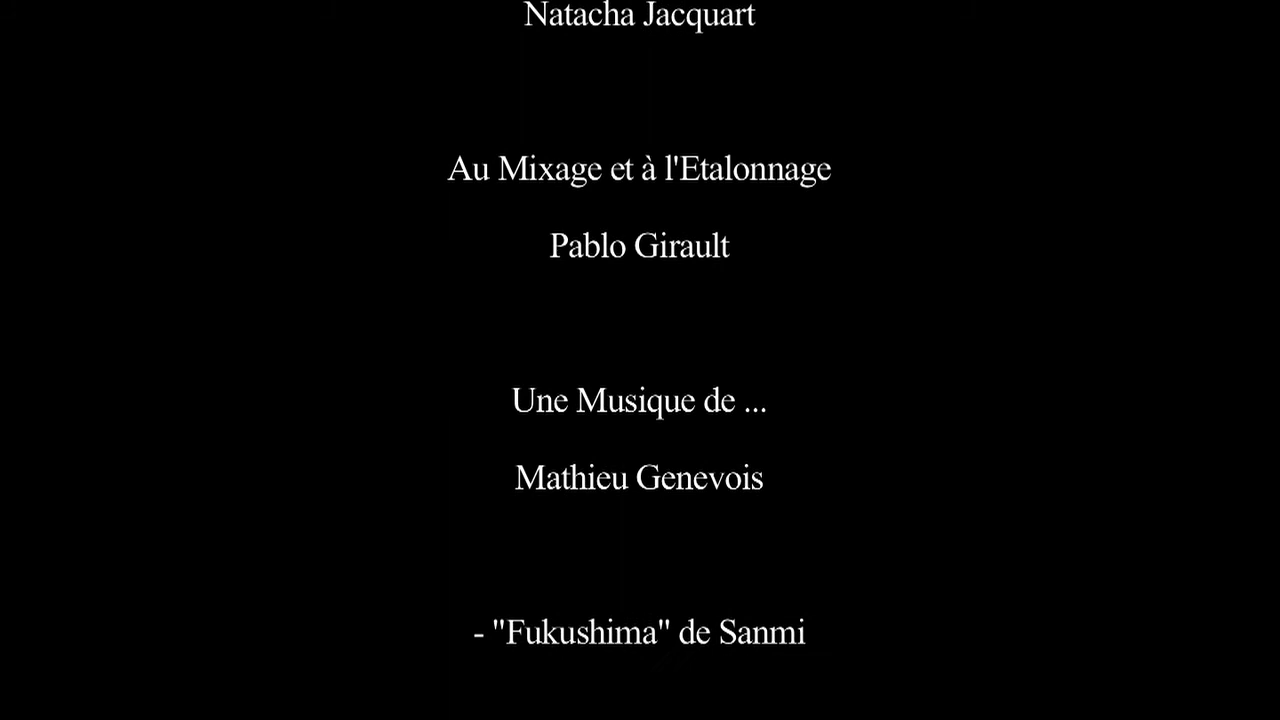 Natacha Jacquart
Au Mixage et à l'Etalonnage
Pablo Girault
Une Musique de ...
Mathieu Genevois
- "Fukushima" de Sanmi